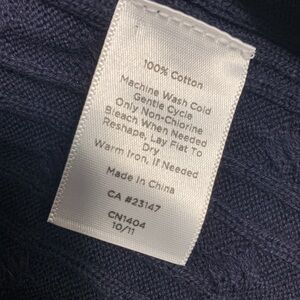 100% Cotton
Machine Wash Cold
Gentle Cycle
Only Non-Chlorine
Bleach When Needed
Reshape, Lay Flat To
Dry
Warm Iron, If Needed
Made in China
CA #23147
CN1404
10/11